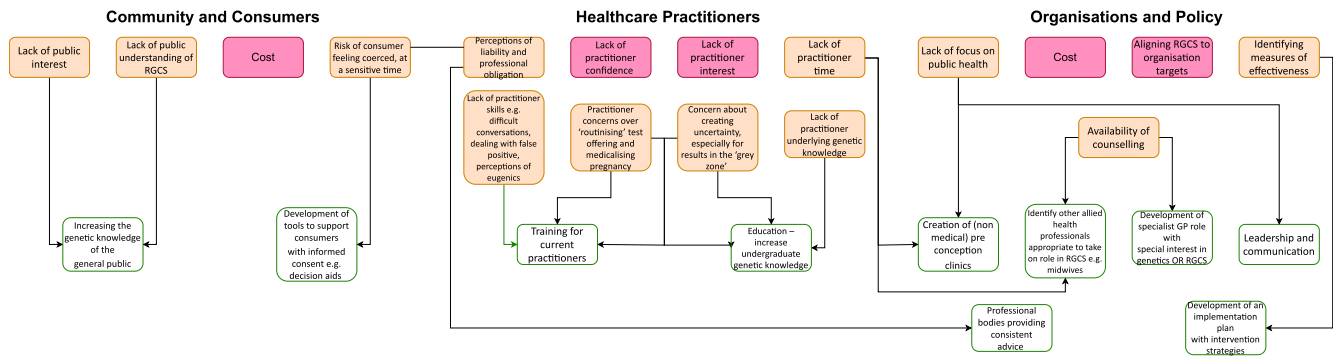 Community and Consumers
Healthcare Practitioners
Organisations and Policy
Lack of public
interest
Lack of public
understanding of
RGCS
Cost
Risk of consumer
feeling coerced, at
a sensitive time
Perceptions of
liability and
professional
obligation
Lack of
practitioner
confidence
Lack of
practitioner
interest
Lack of
practitioner
time
Lack of focus on
public health
Cost
Aligning RGCS to
organisation
targets
Identifying
measures of
effectiveness
Lack of practitioner
skills e.g.
difficult
conversations,
dealing with false
positive,
perceptions of
eugenics
Practitioner
concerns over
‘routinising’ test
offering and
medicalising
pregnancy
Concern about
creating
uncertainty,
especially for
results in the ‘grey
zone’
Lack of
practitioner
underlying genetic
knowledge
Availability of
counselling
Increasing the
genetic knowledge
of the
general public
Development of
tools to support
consumers
with informed
consent e.g.
decision aids
Training for
current
practitioners
Education –
increase
undergraduate
genetic knowledge
Creation of (non
medical) pre
conception
clinics
Identify other allied
health
professionals
appropriate to take
on role in RGCS e.g.
midwives
Development of
specialist GP role
with
special interest in
genetics OR RGCS
Leadership and
communication
Professional
bodies providing
consistent
advice
Development of an
implementation
plan
with intervention
strategies